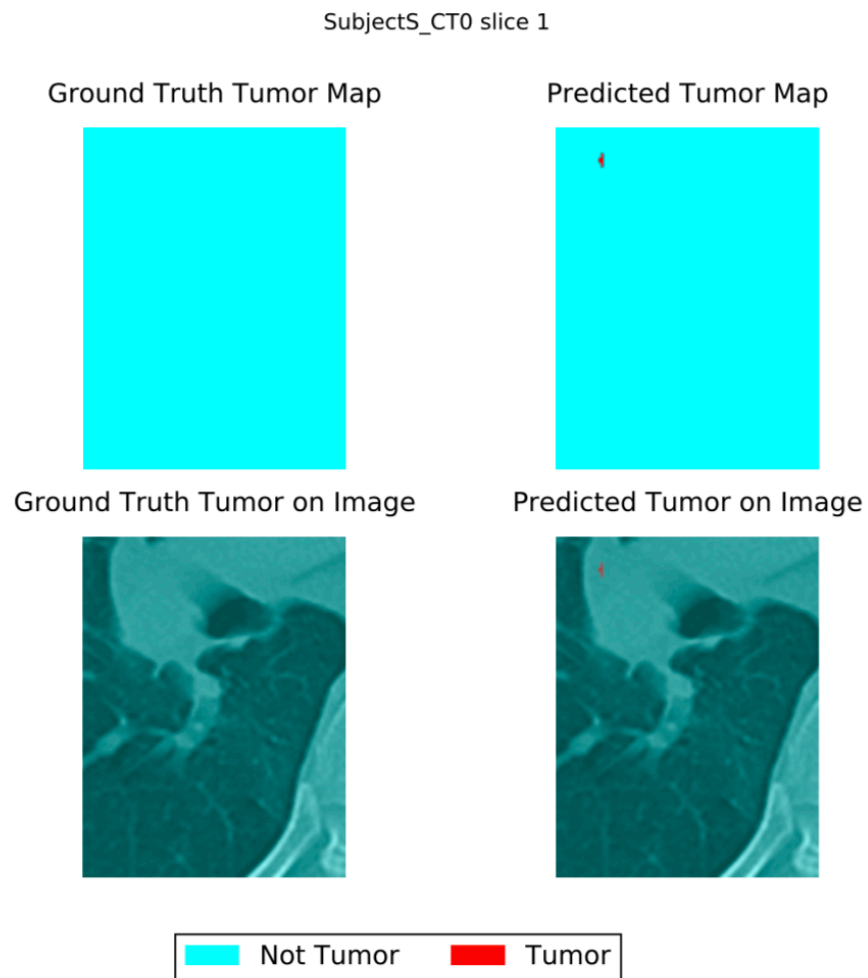 SubjectS_CT0 slice 1
Ground Truth Tumor Map
Predicted Tumor Map
Ground Truth Tumor on Image
Predicted Tumor on Image
Not Tumor
Tumor